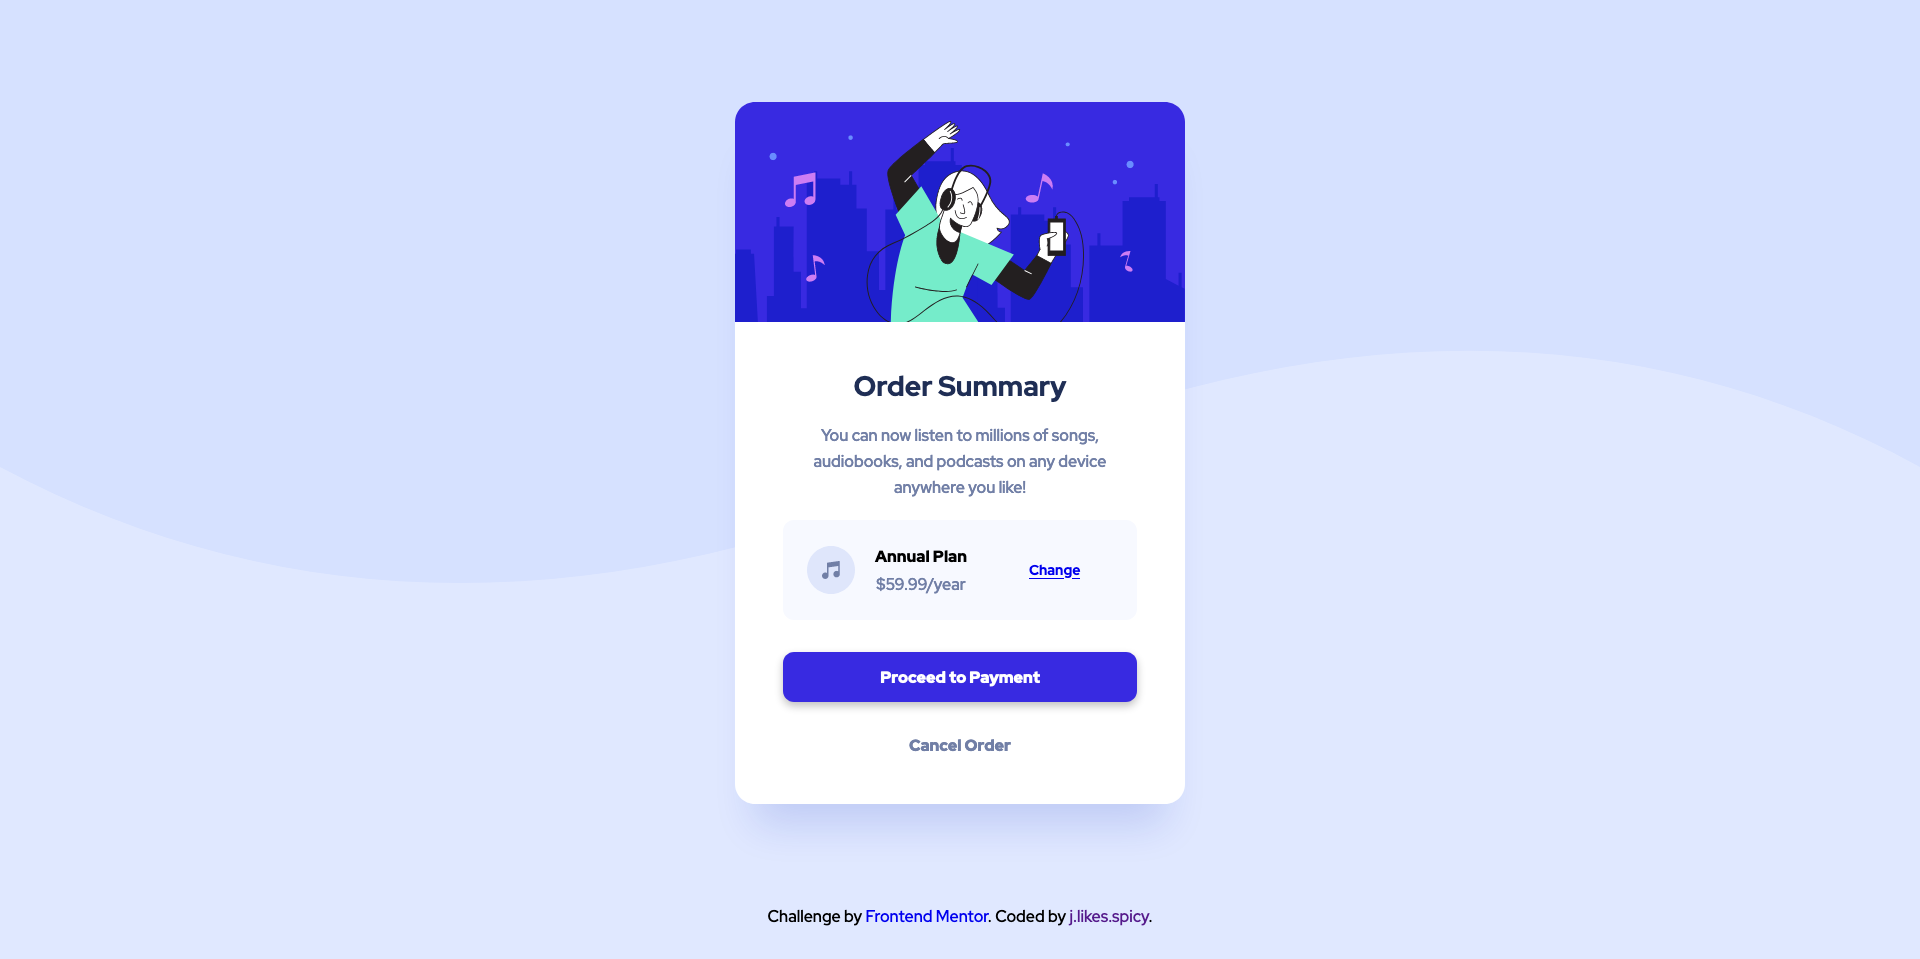 Order Summary
You can now listen to millions of songs,
audiobooks, and podcasts on any device
anywhere you like!
Annual Plan
$59.99/year
Change
Proceed to Payment
Cancel Order
Challenge by Frontend Mentor. Coded by j.likes.spicy.